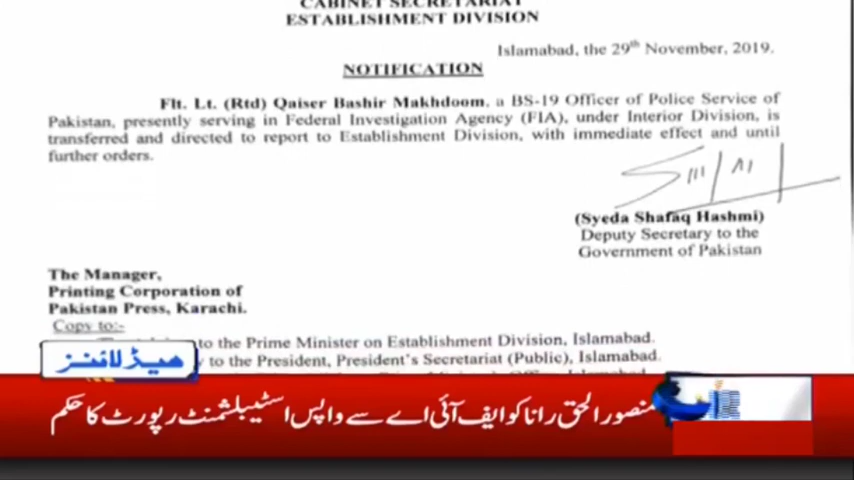 CABINET SECRETARIAT
ESTABLISHMENT DIVISION
Islamabad, the 29th November, 2019.
NOTIFICATION
Flt. Lt. (Rtd) Qaiser Bashir Makhdoom, a BS-19 Officer of Police Service of
Pakistan, presently serving in Federal Investigation Agency (FIA), under Interior Division, is
transferred and directed to report to Establishment Division, with immediate effect and until
further orders.
(Syeda Shafaq Hashmi)
Deputy Secretary to the
Government of Pakistan
The Manager,
Printing Corporation of
Pakistan Press, Karachi.
Copy to:-
to the Prime Minister on Establishment Division, Islamabad.
to the President, President's Secretariat (Public), Islamabad.
ہیڈلائنز
منصور الحق رانا کو ایف آئی اے سے واپس اسٹیبلشمنٹ رپورٹ کا حکم